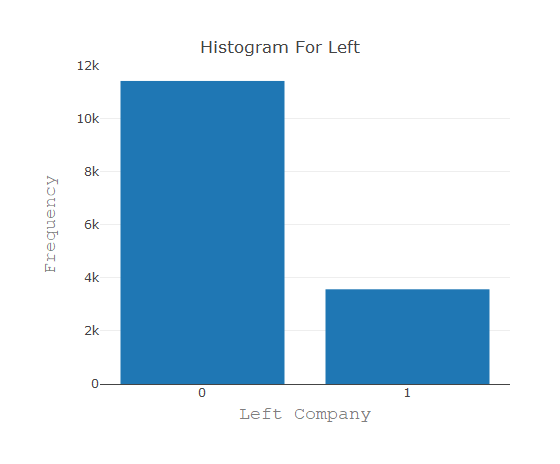 Histogram For Left
12k
10k
8k
6k
4k
2k
0
Frequency
0 1
Left Company